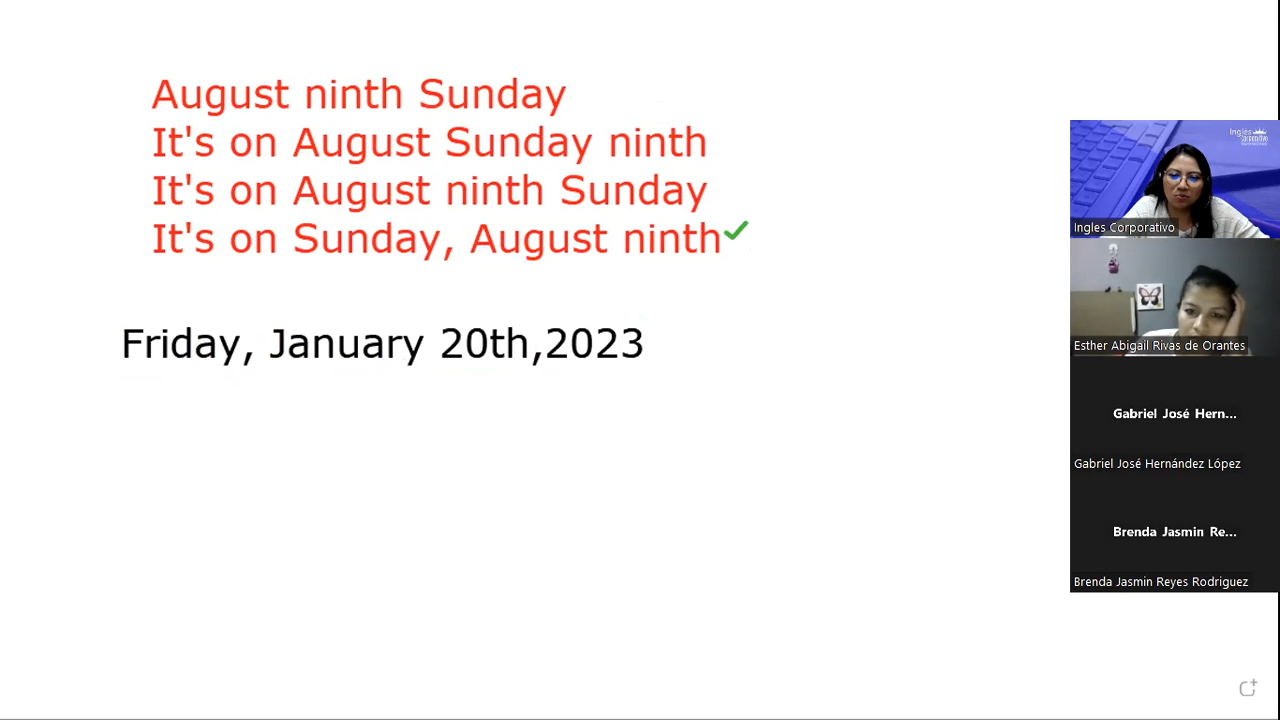 August ninth Sunday
It's on August Sunday ninth
It's on August ninth Sunday
It's on Sunday, August ninth
Friday, January 20th,2023
Ingles
Corporativo
Ingles Corporativo
Esther Abigail Rivas de Orantes
Gabriel José Hern...
Gabriel José Hernández López
Brenda Jasmin Re...
Brenda Jasmin Reyes Rodriguez